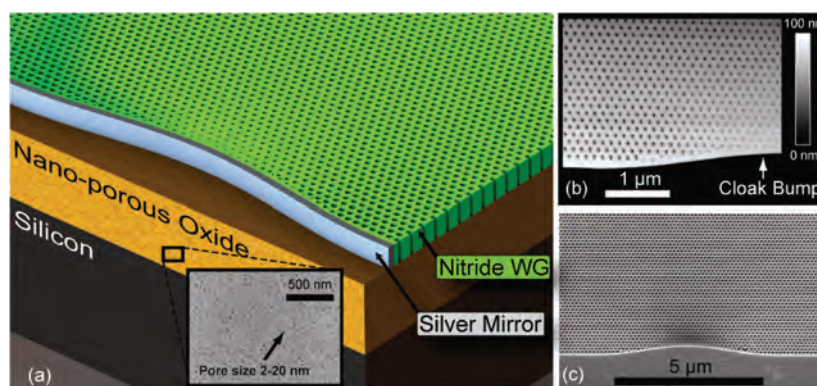 Nano-porous Oxide
Silicon
500 nm
Pore size 2-20 nm
(a)
Nitride WG
Silver Mirror
100 nm
0 nm
(b)
1 μm
Cloak Bump
(c)
5 μm